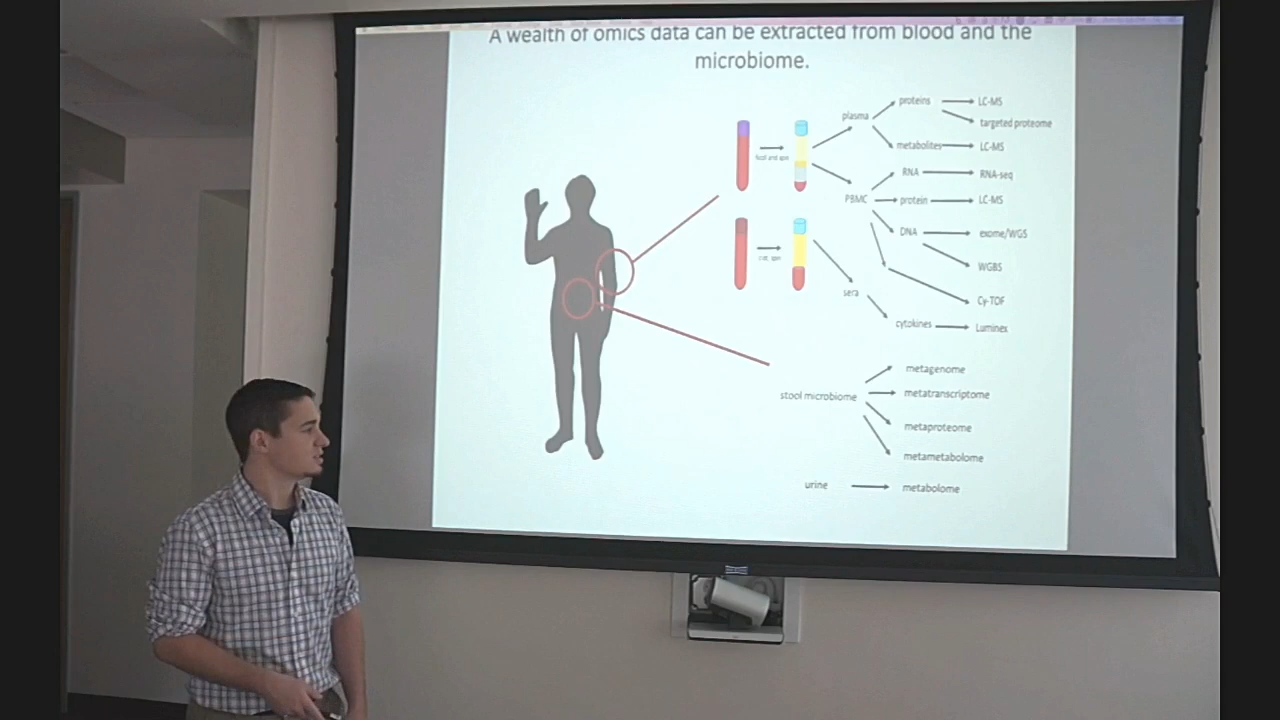 A wealth of omics data can be extracted from blood and the
microbiome.
proteins
LC-MS
plasma
targeted proteome
metabolites
LC-MS
RNA
RNA-seq
PBMC
protein
LC-MS
DNA
exome/WGS
WGBS
Cy-TOF
sera
cytokines
Luminex
metagenome
stool microbiome
metatranscriptome
metaproteome
metametabolome
urine
metabolome